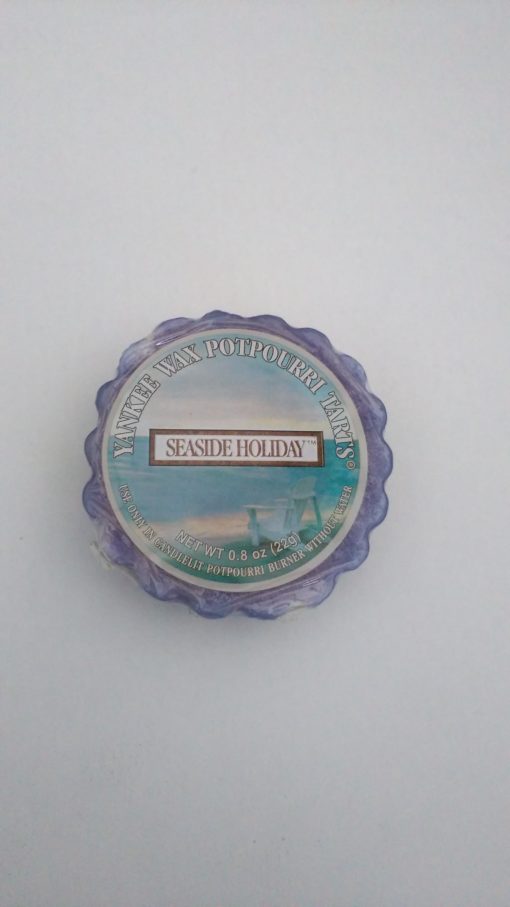 YANKEE WAX POTPOURRI TARTS®
SEASIDE HOLIDAY™
NET WT 0.8 oz (22g)
USE ONLY IN CANDLELIT POTPOURRI BURNER WITHOUT WATER